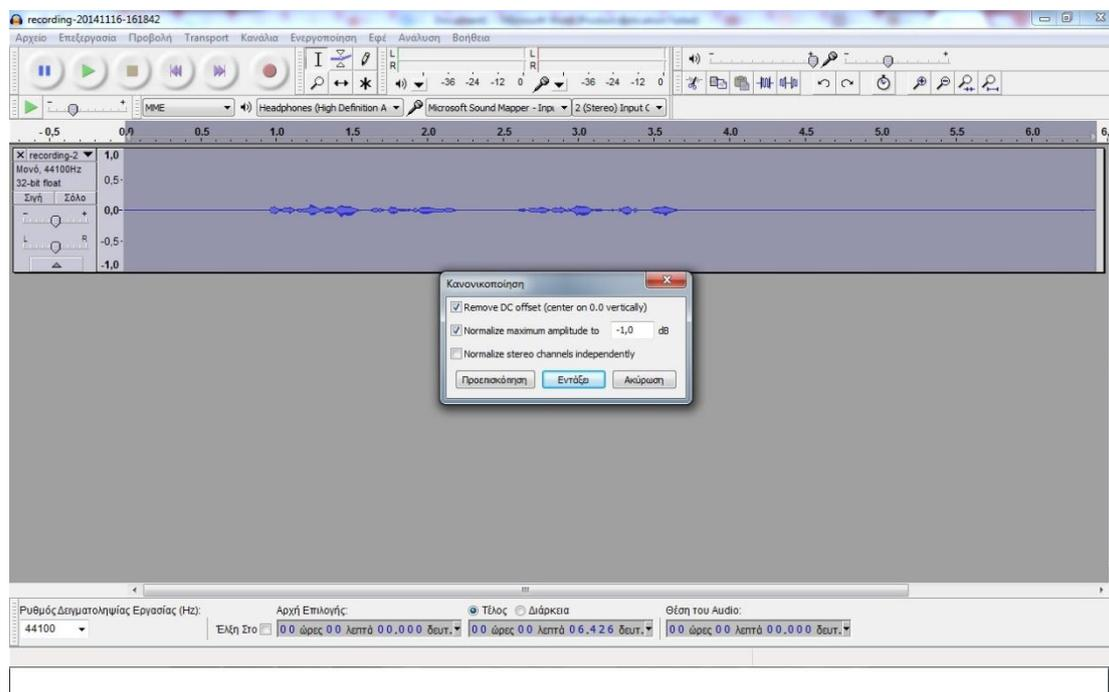 recording-20141116-161842
Αρχείο Επεξεργασία Προβολή Transport Κανάλια Ενεργοποίηση Εφέ Ανάλυση Βοήθεια
L
R
-36 -24 -12 0
L
R
-36 -24 -12 0
MME
Headphones (High Definition A
Microsoft Sound Mapper - Inpu
2 (Stereo) Input C
- 0,5 0,0 0.5 1.0 1.5 2.0 2.5 3.0 3.5 4.0 4.5 5.0 5.5 6.0 6,
X recording-2
Μονό, 44100Hz
32-bit float
Σιγή Σόλο
- +
L R
1,0
0,5-
0,0-
-0,5-
-1,0
Κανονικοποίηση
Remove DC offset (center on 0.0 vertically)
Normalize maximum amplitude to -1,0 dB
Normalize stereo channels independently
Προεπισκόπηση Εντάξει Ακύρωση
Ρυθμός Δειγματοληψίας Εργασίας (Hz): Αρχή Επιλογής: Τέλος Διάρκεια Θέση του Audio:
44100 Έλξη Στο 00 ώρες 00 λεπτά 00,000 δευτ. 00 ώρες 00 λεπτά 06,426 δευτ. 00 ώρες 00 λεπτά 00,000 δευτ.